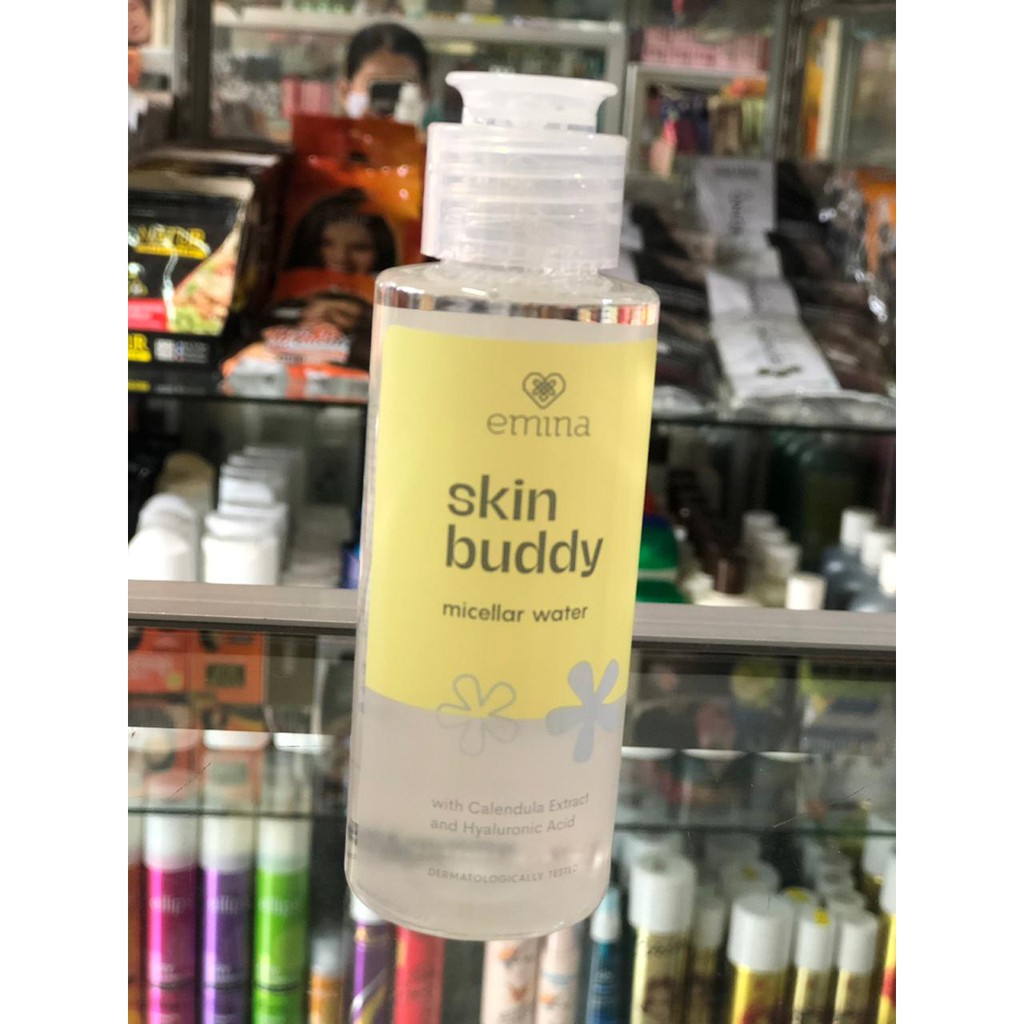 emina
skin
buddy
micellar water
with Calendula Extract
and Hyaluronic Acid
DERMATOLOGICALLY TESTED